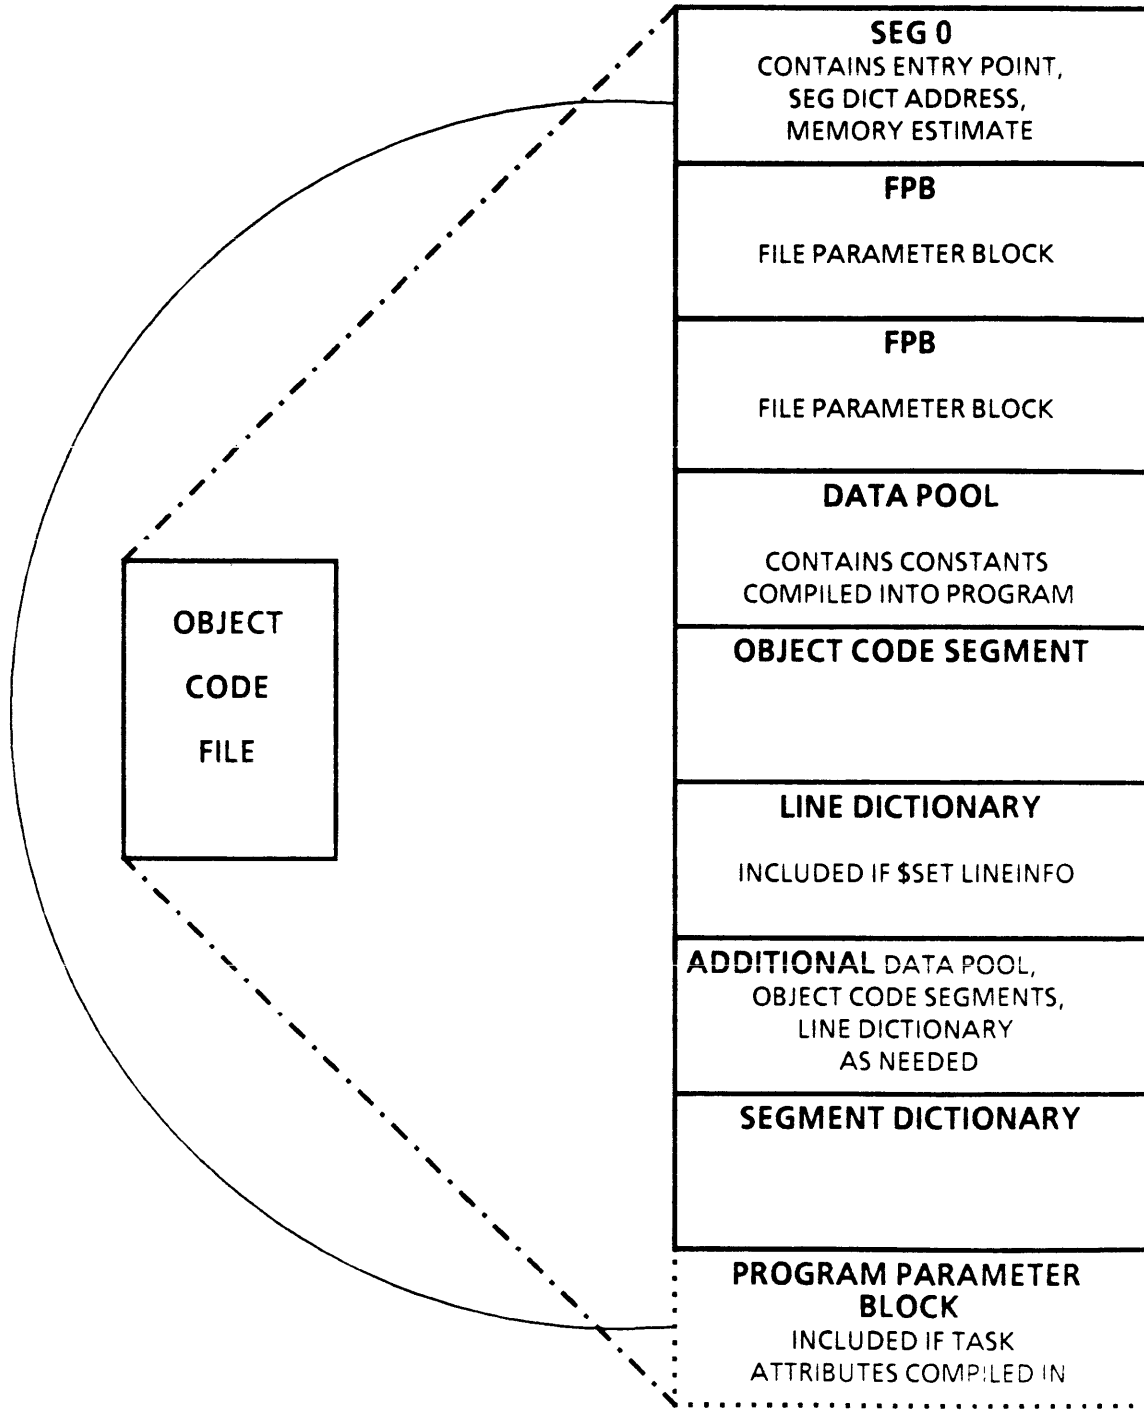 SEG 0
CONTAINS ENTRY POINT,
SEG DICT ADDRESS,
MEMORY ESTIMATE
FPB
FILE PARAMETER BLOCK
FPB
FILE PARAMETER BLOCK
DATA POOL
CONTAINS CONSTANTS
COMPILED INTO PROGRAM
OBJECT
CODE
FILE
OBJECT CODE SEGMENT
LINE DICTIONARY
INCLUDED IF $SET LINEINFO
ADDITIONAL DATA POOL,
OBJECT CODE SEGMENTS,
LINE DICTIONARY
AS NEEDED
SEGMENT DICTIONARY
PROGRAM PARAMETER
BLOCK
INCLUDED IF TASK
ATTRIBUTES COMPILED IN